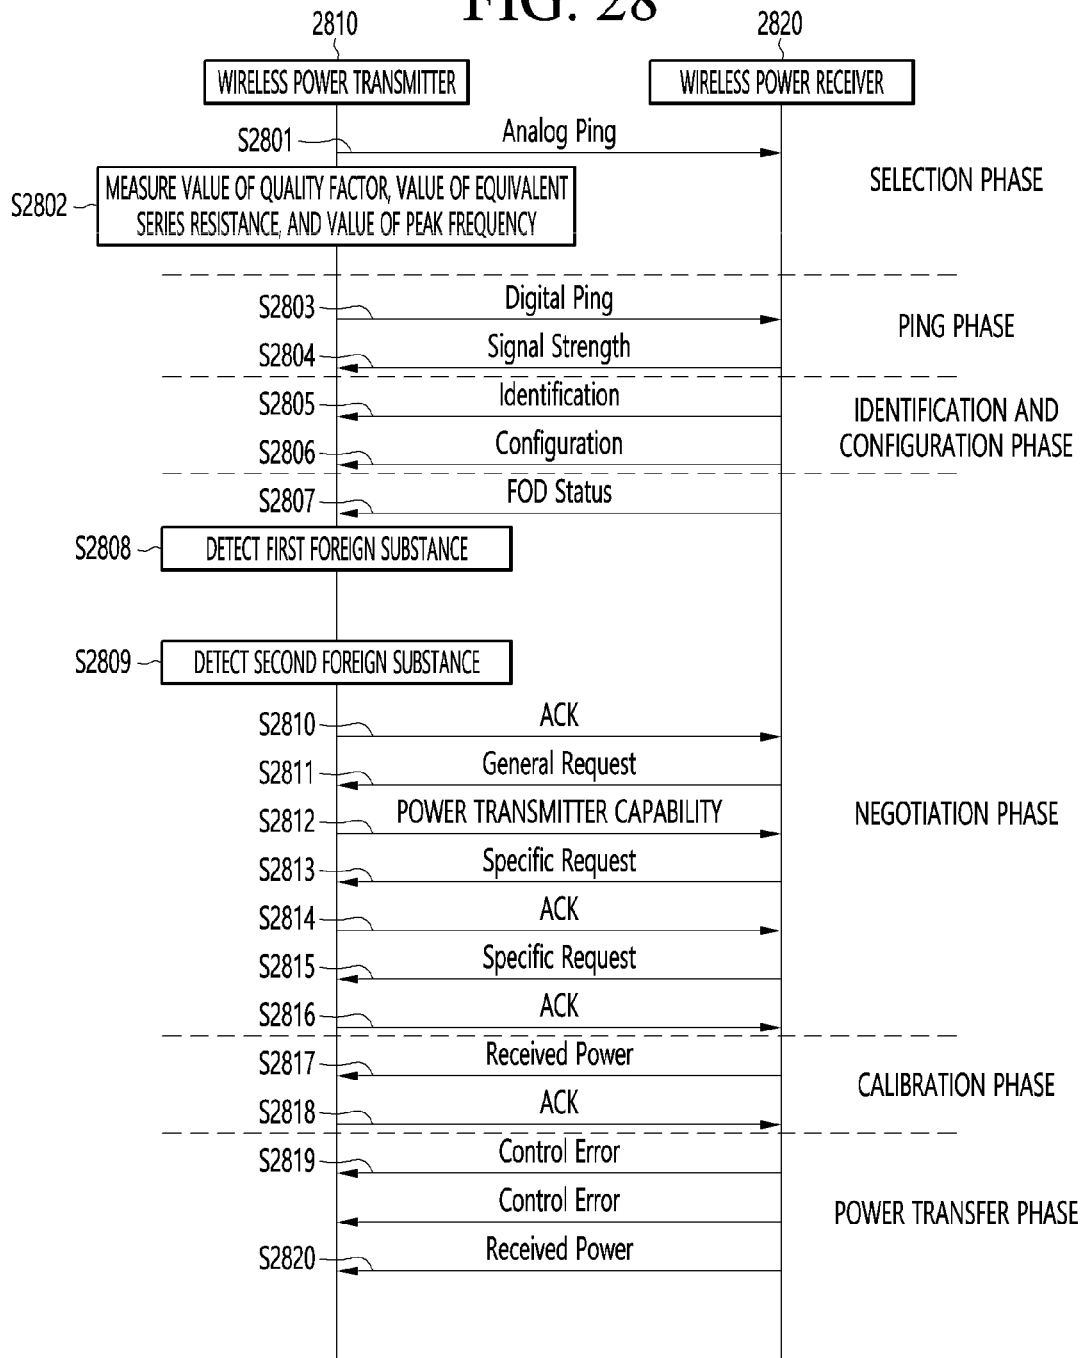 FIG. 28
2810
2820
WIRELESS POWER TRANSMITTER
WIRELESS POWER RECEIVER
S2801
Analog Ping
SELECTION PHASE
S2802
MEASURE VALUE OF QUALITY FACTOR, VALUE OF EQUIVALENT
SERIES RESISTANCE, AND VALUE OF PEAK FREQUENCY
S2803
Digital Ping
PING PHASE
S2804
Signal Strength
S2805
Identification
IDENTIFICATION AND
CONFIGURATION PHASE
S2806
Configuration
S2807
FOD Status
S2808
DETECT FIRST FOREIGN SUBSTANCE
S2809
DETECT SECOND FOREIGN SUBSTANCE
S2810
ACK
S2811
General Request
S2812
POWER TRANSMITTER CAPABILITY
NEGOTIATION PHASE
S2813
Specific Request
S2814
ACK
S2815
Specific Request
S2816
ACK
S2817
Received Power
CALIBRATION PHASE
S2818
ACK
S2819
Control Error
Control Error
POWER TRANSFER PHASE
S2820
Received Power